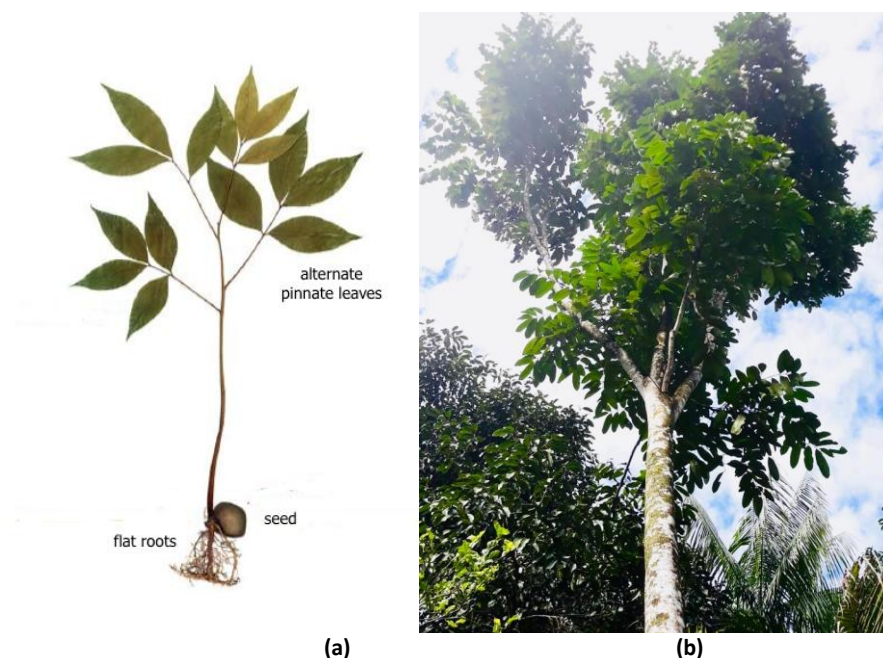 alternate
pinnate leaves
seed
flat roots
(a)
(b)